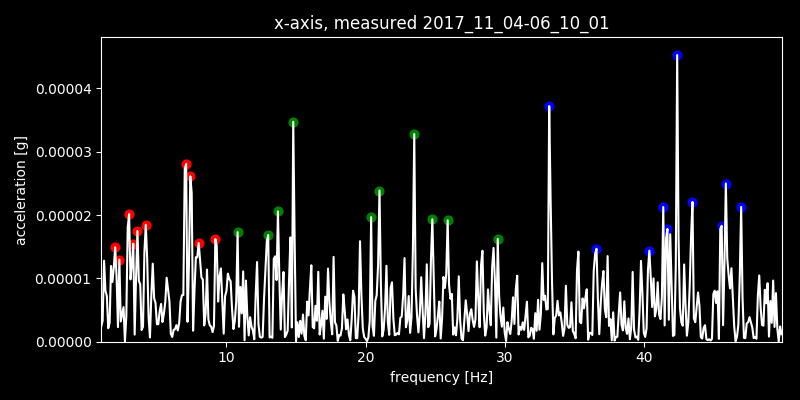 x-axis, measured 2017_11_04-06_10_01
acceleration [g]
0.00004
0.00003
0.00002
0.00001
0.00000
10 20 30 40
frequency [Hz]